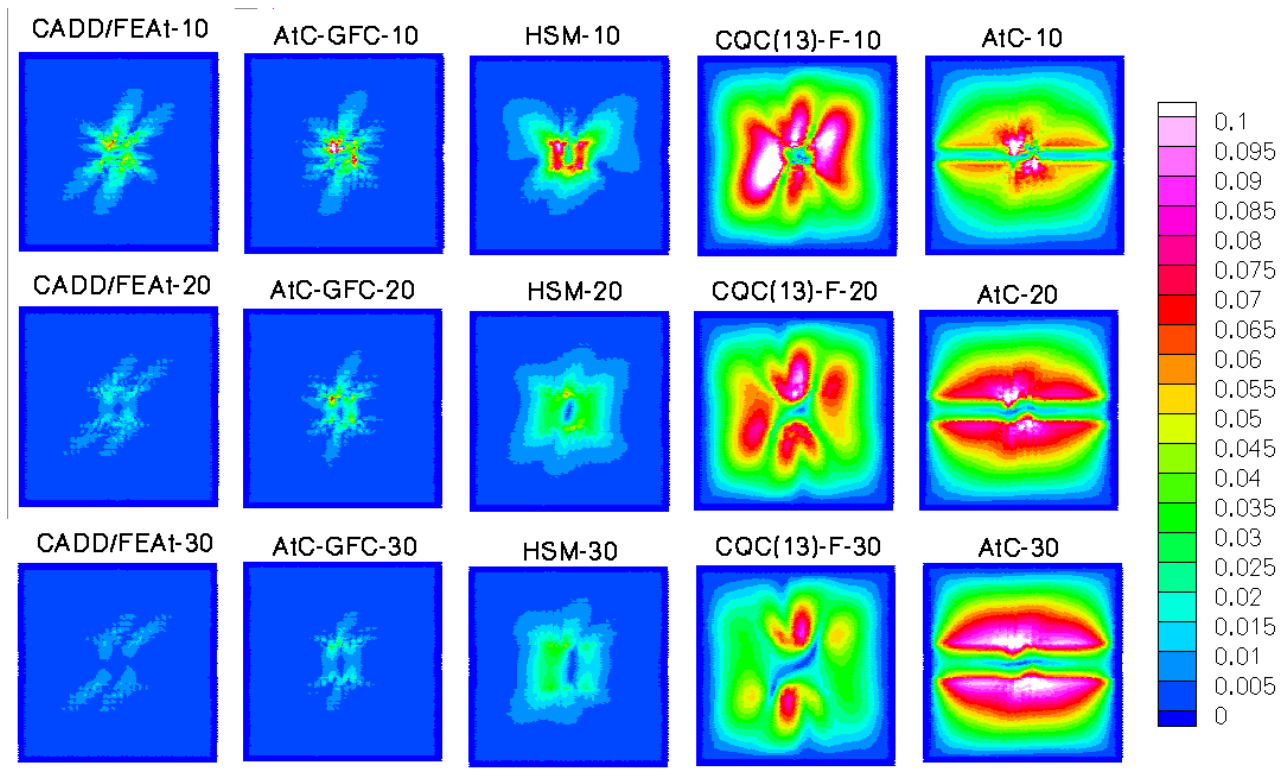 CADD/FEAt-10
AtC-GFC-10
HSM-10
CQC(13)-F-10
AtC-10
CADD/FEAt-20
AtC-GFC-20
HSM-20
CQC(13)-F-20
AtC-20
CADD/FEAt-30
AtC-GFC-30
HSM-30
CQC(13)-F-30
AtC-30
0.1
0.095
0.09
0.085
0.08
0.075
0.07
0.065
0.06
0.055
0.05
0.045
0.04
0.035
0.03
0.025
0.02
0.015
0.01
0.005
0